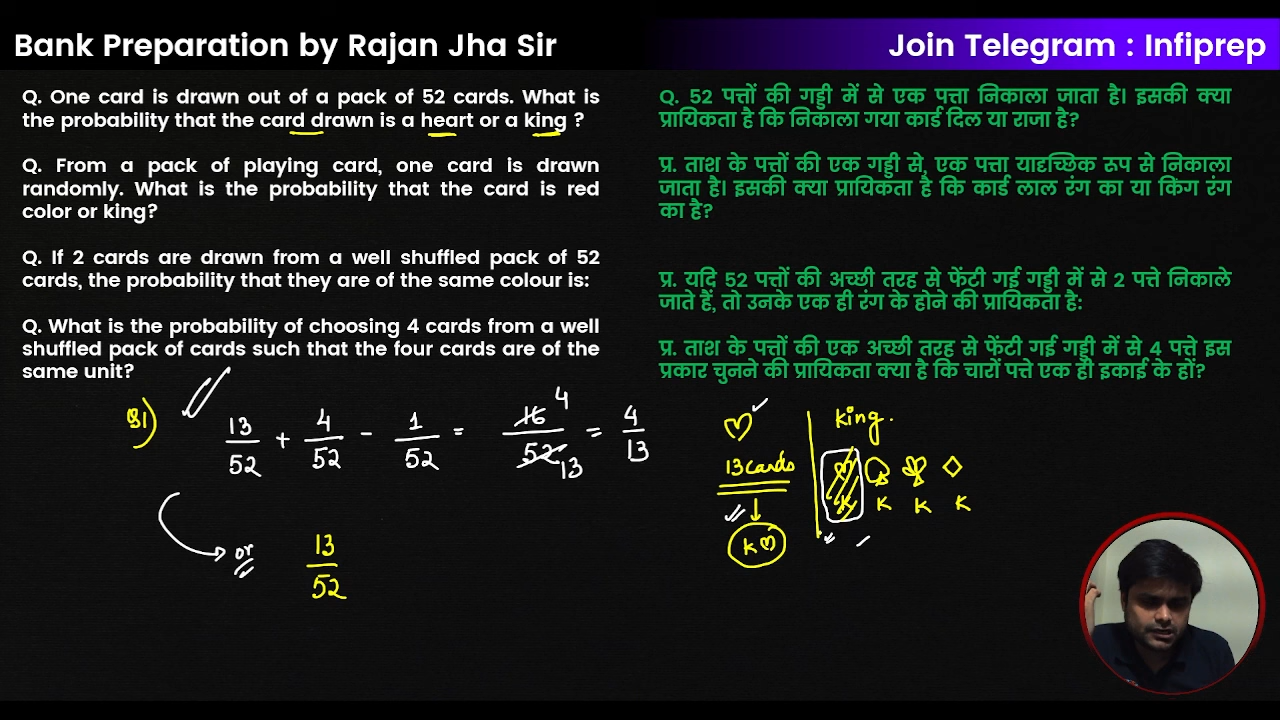 Bank Preparation by Rajan Jha Sir
Join Telegram : Infiprep
Q. One card is drawn out of a pack of 52 cards. What is
the probability that the card drawn is a heart or a king ?
Q. From a pack of playing card, one card is drawn
randomly. What is the probability that the card is red
color or king?
Q. If 2 cards are drawn from a well shuffled pack of 52
cards, the probability that they are of the same colour is:
Q. What is the probability of choosing 4 cards from a well
shuffled pack of cards such that the four cards are of the
same unit?
Q. 52 पत्तों की गड्डी में से एक पत्ता निकाला जाता है। इसकी क्या
प्रायिकता है कि निकाला गया कार्ड दिल या राजा है?
प्र. ताश के पत्तों की एक गड्डी से, एक पत्ता यादृच्छिक रूप से निकाला
जाता है। इसकी क्या प्रायिकता है कि कार्ड लाल रंग का या किंग रंग
का है?
प्र. यदि 52 पत्तों की अच्छी तरह से फेंटी गई गड्डी में से 2 पत्ते निकाले
जाते हैं, तो उनके एक ही रंग के होने की प्रायिकता है:
प्र. ताश के पत्तों की एक अच्छी तरह से फेंटी गई गड्डी में से 4 पत्ते इस
प्रकार चुनने की प्रायिकता क्या है कि चारों पत्ते एक ही इकाई के हों?
13/52 + 4/52 - 1/52 = 16/52 = 4/13
4
13
or 13/52
♡
13 cards
K ♡
King.
♡ ♤ ♧ ◇
K K K K